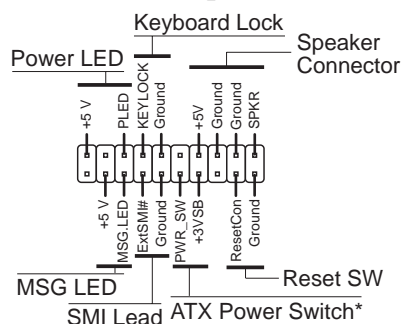 Keyboard Lock
Speaker
Connector
Power LED
+5 V
PLED
KEYLOCK
Ground
+5V
Ground
Ground
SPKR
+5 V
MSG.LED
ExtSMI#
Ground
PWR_SW
+3VSB
ResetCon
Ground
Reset SW
MSG LED
SMI Lead
ATX Power Switch*